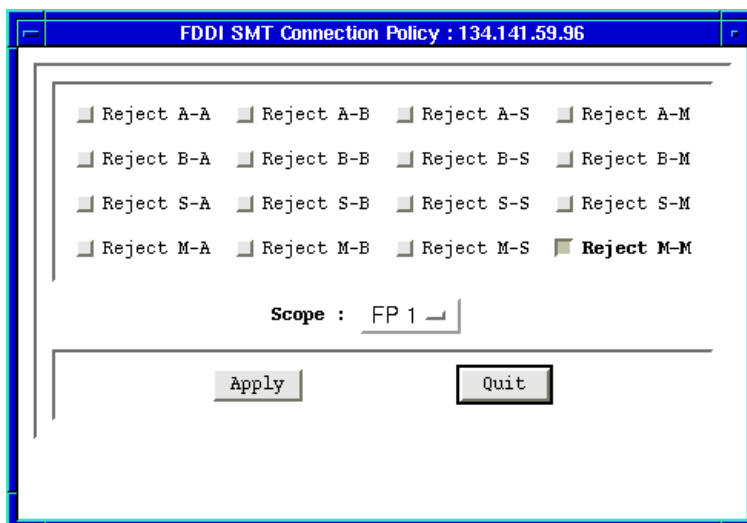 FDDI SMT Connection Policy : 134.141.59.96
Reject A-A Reject A-B Reject A-S Reject A-M
Reject B-A Reject B-B Reject B-S Reject B-M
Reject S-A Reject S-B Reject S-S Reject S-M
Reject M-A Reject M-B Reject M-S Reject M-M
Scope : FP 1
Apply Quit